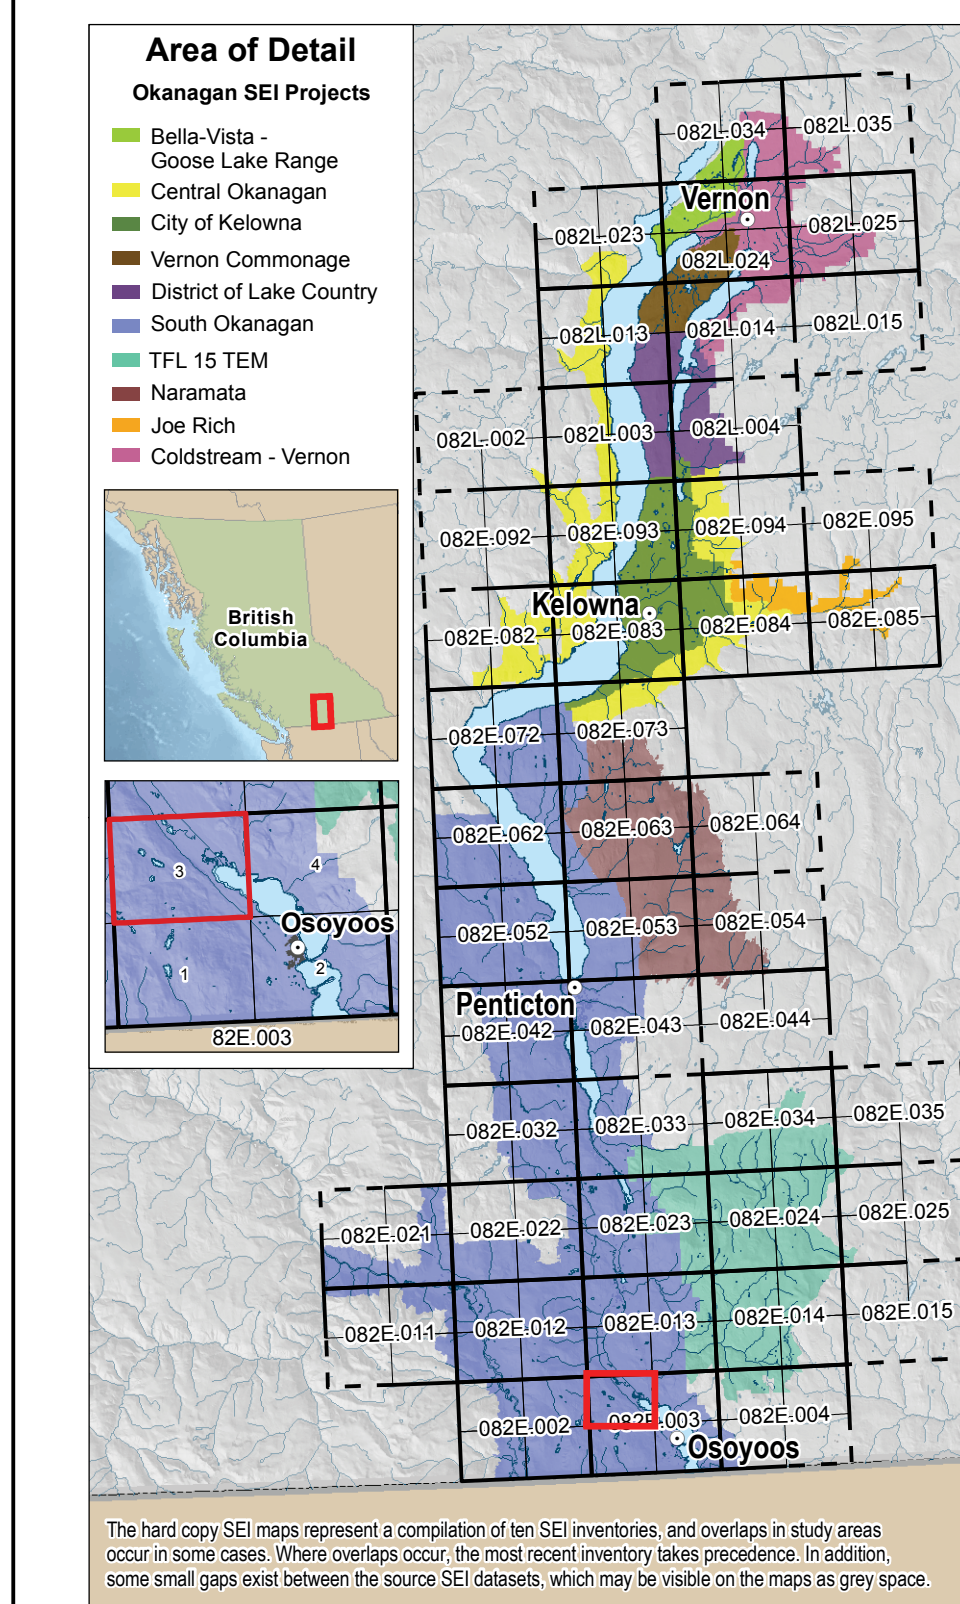 Area of Detail
Okanagan SEI Projects
Bella-Vista -
Goose Lake Range
Central Okanagan
City of Kelowna
Vernon Commonage
District of Lake Country
South Okanagan
TFL 15 TEM
Naramata
Joe Rich
Coldstream - Vernon
British
Columbia
3
4
Osoyoos
1
2
82E.003
082L.034
082L.035
Vernon
082L.023
082L.025
082L.024
082L.013
082L.014
082L.015
082L.002
082L.003
082L.004
082E.092
082E.093
082E.094
082E.095
Kelowna
082E.082
082E.083
082E.084
082E.085
082E.072
082E.073
082E.062
082E.063
082E.064
082E.052
082E.053
082E.054
Penticton
082E.042
082E.043
082E.044
082E.032
082E.033
082E.034
082E.035
082E.021
082E.022
082E.023
082E.024
082E.025
082E.011
082E.012
082E.013
082E.014
082E.015
082E.002
082E.003
082E.004
Osoyoos
The hard copy SEI maps represent a compilation of ten SEI inventories, and overlaps in study areas
occur in some cases. Where overlaps occur, the most recent inventory takes precedence. In addition,
some small gaps exist between the source SEI datasets, which may be visible on the maps as grey space.